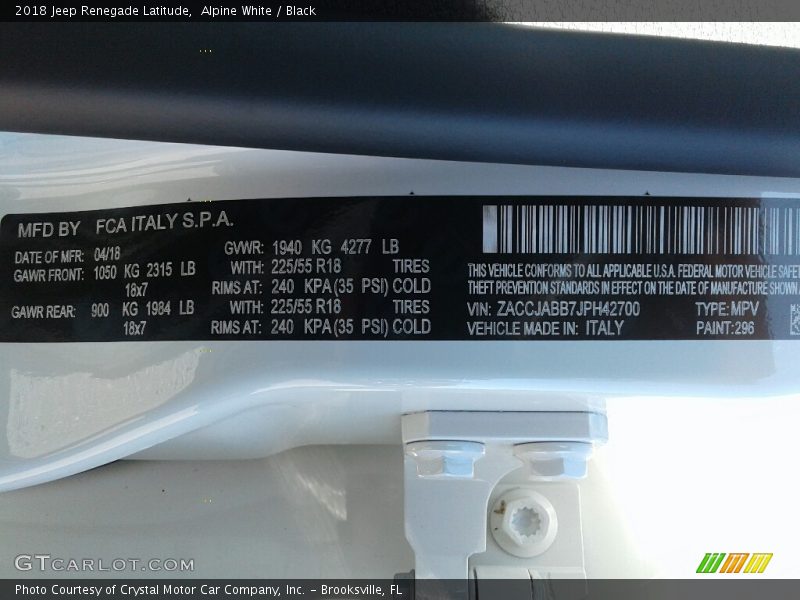 2018 Jeep Renegade Latitude,  Alpine White / Black
MFD BY FCA ITALY S.P.A.
DATE OF MFR: 04/18
GVWR: 1940 KG 4277 LB
GAWR FRONT: 1050 KG 2315 LB
WITH: 225/55 R18 TIRES
18x7
RIMS AT: 240 KPA(35 PSI) COLD
GAWR REAR: 900 KG 1984 LB
WITH: 225/55 R18 TIRES
18x7
RIMS AT: 240 KPA(35 PSI) COLD
THIS VEHICLE CONFORMS TO ALL APPLICABLE U.S.A. FEDERAL MOTOR VEHICLE
THEFT PREVENTION STANDARDS IN EFFECT ON THE DATE OF MANUFACTURE SHOWN
VIN: ZACCJABB7JPH42700 TYPE: MPV
VEHICLE MADE IN: ITALY PAINT:296
GTCARLOT.COM
Photo Courtesy of Crystal Motor Car Company, Inc. – Brooksville, FL